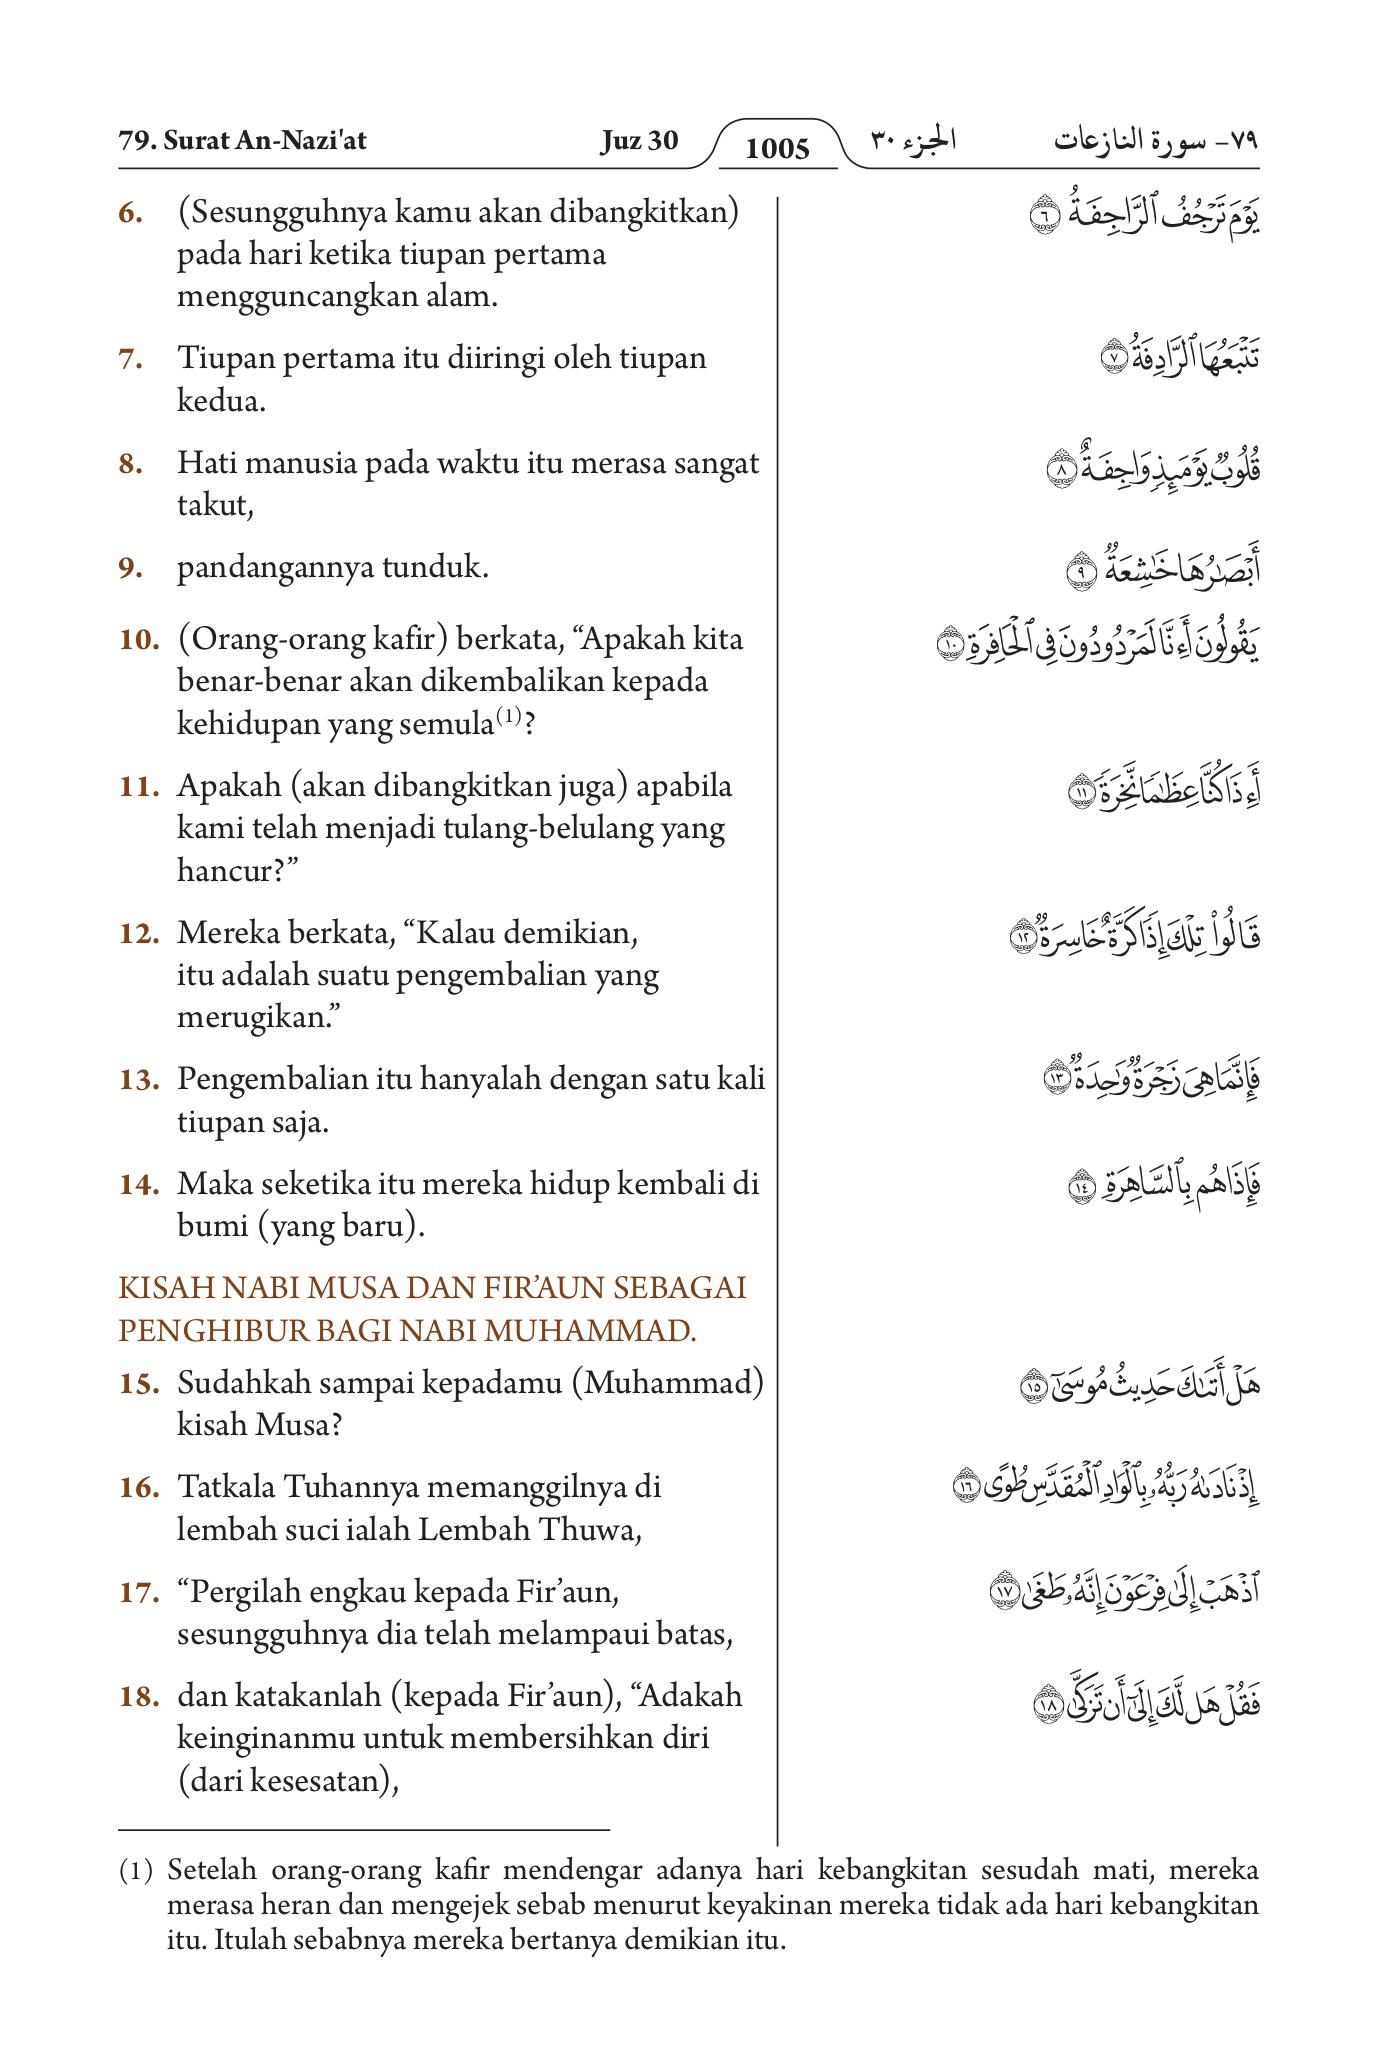 79. Surat An-Nazi'at Juz 30 1005 الجزء ٣٠ ٧٩- سورة النازعات
6. (Sesungguhnya kamu akan dibangkitkan)
pada hari ketika tiupan pertama
mengguncangkan alam.
يَوْمَ تَرْجُفُ ٱلرَّاجِفَةُ ٦
7. Tiupan pertama itu diiringi oleh tiupan
kedua.
تَتْبَعُهَا ٱلرَّادِفَةُ ٧
8. Hati manusia pada waktu itu merasa sangat
takut,
قُلُوبٌ يَوْمَئِذٍ وَاجِفَةٌ ٨
9. pandangannya tunduk.
أَبْصَٰرُهَا خَٰشِعَةٌ ٩
10. (Orang-orang kafir) berkata, “Apakah kita
benar-benar akan dikembalikan kepada
kehidupan yang semula(1)?
يَقُولُونَ أَءِنَّا لَمَرْدُودُونَ فِى ٱلْحَافِرَةِ ١٠
11. Apakah (akan dibangkitkan juga) apabila
kami telah menjadi tulang-belulang yang
hancur?”
أَءِذَا كُنَّا عِظَٰمًا نَّخِرَةً ١١
12. Mereka berkata, “Kalau demikian,
itu adalah suatu pengembalian yang
merugikan.”
قَالُوا۟ تِلْكَ إِذًا كَرَّةٌ خَاسِرَةٌ ١٢
13. Pengembalian itu hanyalah dengan satu kali
tiupan saja.
فَإِنَّمَا هِىَ زَجْرَةٌ وَٰحِدَةٌ ١٣
14. Maka seketika itu mereka hidup kembali di
bumi (yang baru).
فَإِذَا هُم بِٱلسَّاهِرَةِ ١٤
KISAH NABI MUSA DAN FIR’AUN SEBAGAI
PENGHIBUR BAGI NABI MUHAMMAD.
15. Sudahkah sampai kepadamu (Muhammad)
kisah Musa?
هَلْ أَتَىٰكَ حَدِيثُ مُوسَىٰٓ ١٥
16. Tatkala Tuhannya memanggilnya di
lembah suci ialah Lembah Thuwa,
إِذْ نَادَىٰهُ رَبُّهُۥ بِٱلْوَادِ ٱلْمُقَدَّسِ طُوًى ١٦
17. “Pergilah engkau kepada Fir’aun,
sesungguhnya dia telah melampaui batas,
ٱذْهَبْ إِلَىٰ فِرْعَوْنَ إِنَّهُۥ طَغَىٰ ١٧
18. dan katakanlah (kepada Fir’aun), “Adakah
keinginanmu untuk membersihkan diri
(dari kesesatan),
فَقُلْ هَل لَّكَ إِلَىٰٓ أَن تَزَكَّىٰ ١٨
(1) Setelah orang-orang kafir mendengar adanya hari kebangkitan sesudah mati, mereka
merasa heran dan mengejek sebab menurut keyakinan mereka tidak ada hari kebangkitan
itu. Itulah sebabnya mereka bertanya demikian itu.